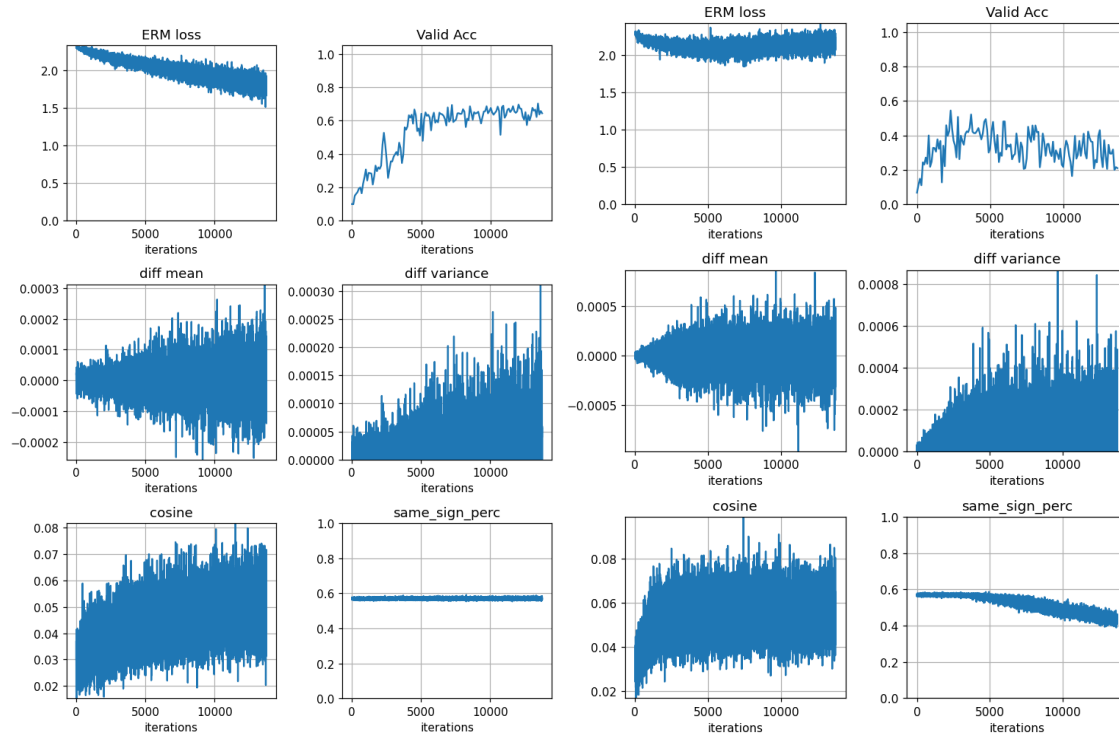 ERM loss
2.0
1.5
1.0
0.5
0.0
0 5000 10000
iterations
Valid Acc
1.0
0.8
0.6
0.4
0.2
0.0
0 5000 10000
iterations
diff mean
0.0003
0.0002
0.0001
0.0000
−0.0001
−0.0002
0 5000 10000
iterations
diff variance
0.00030
0.00025
0.00020
0.00015
0.00010
0.00005
0.00000
0 5000 10000
iterations
cosine
0.08
0.07
0.06
0.05
0.04
0.03
0.02
0 5000 10000
iterations
same_sign_perc
1.0
0.8
0.6
0.4
0.2
0.0
0 5000 10000
iterations
ERM loss
2.0
1.5
1.0
0.5
0.0
0 5000 10000
iterations
Valid Acc
1.0
0.8
0.6
0.4
0.2
0.0
0 5000 10000
iterations
diff mean
0.0005
0.0000
−0.0005
0 5000 10000
iterations
diff variance
0.0008
0.0006
0.0004
0.0002
0.0000
0 5000 10000
iterations
cosine
0.08
0.06
0.04
0.02
0 5000 10000
iterations
same_sign_perc
1.0
0.8
0.6
0.4
0.2
0.0
0 5000 10000
iterations